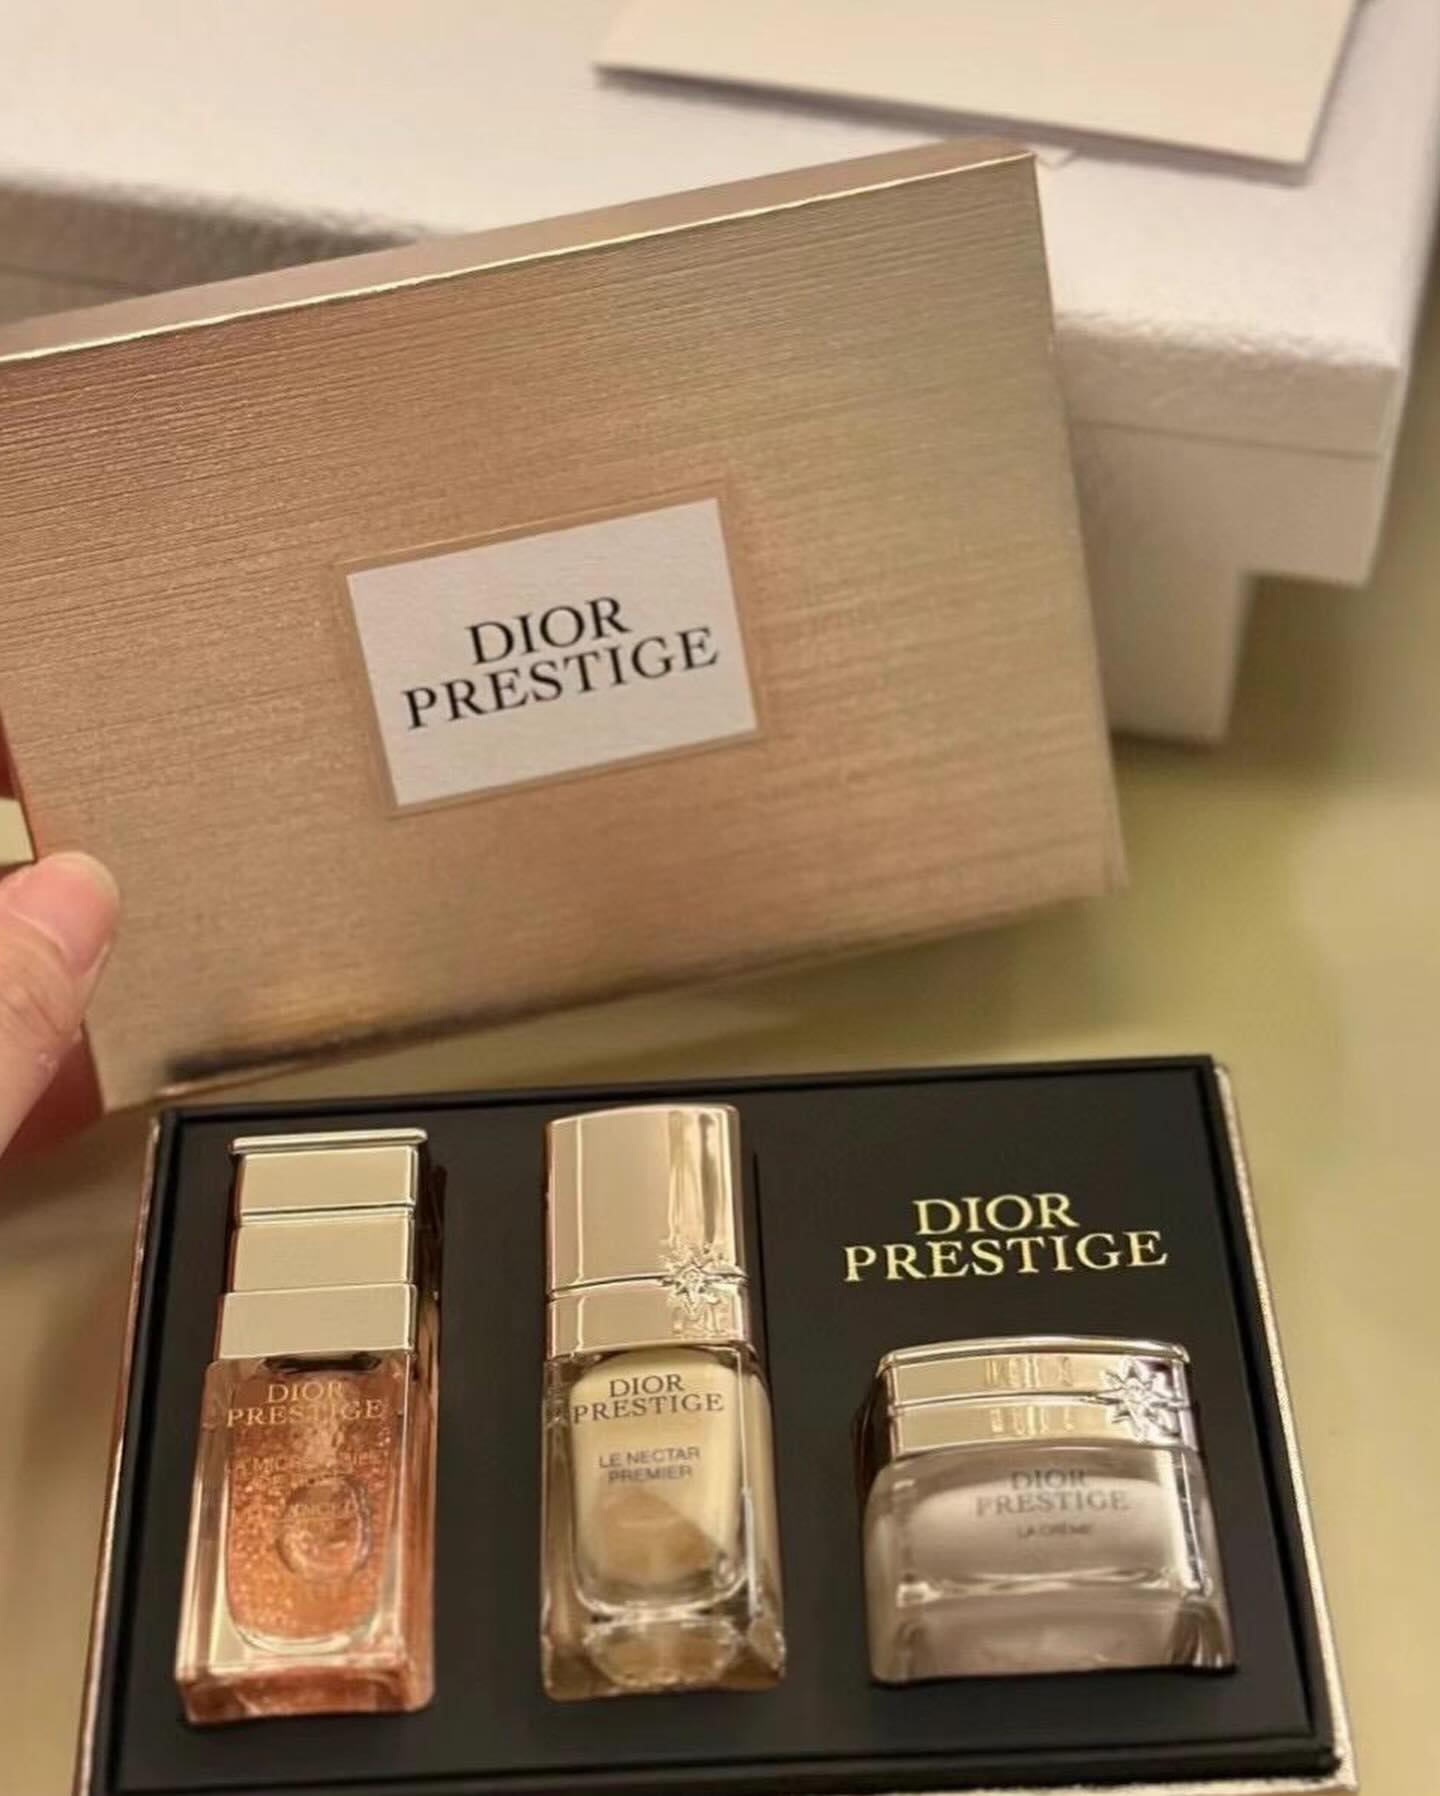 DIOR
PRESTIGE
DIOR
PRESTIGE
DIOR
PRESTIGE
DIOR
PRESTIGE
LE NECTAR
PREMIER
DIOR
PRESTIGE
LA CRÈME